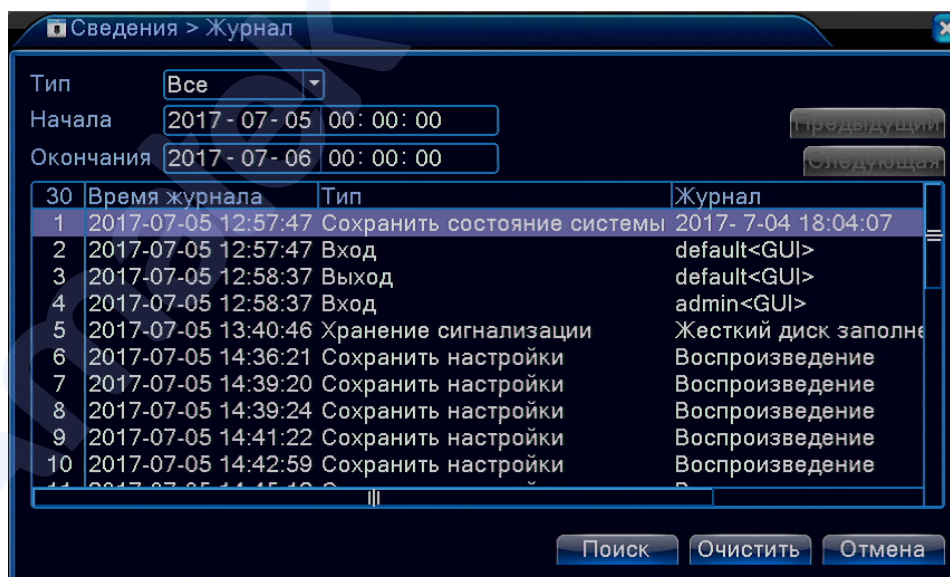 Сведения > Журнал
Тип Все
Начала 2017-07-05 00:00:00
Предыдущий
Окончания 2017-07-06 00:00:00
Следующая
30 Время журнала Тип Журнал
1 2017-07-05 12:57:47 Сохранить состояние системы 2017- 7-04 18:04:07
2 2017-07-05 12:57:47 Вход default<GUI>
3 2017-07-05 12:58:37 Выход default<GUI>
4 2017-07-05 12:58:37 Вход admin<GUI>
5 2017-07-05 13:40:46 Хранение сигнализации Жесткий диск заполне
6 2017-07-05 14:36:21 Сохранить настройки Воспроизведение
7 2017-07-05 14:39:20 Сохранить настройки Воспроизведение
8 2017-07-05 14:39:24 Сохранить настройки Воспроизведение
9 2017-07-05 14:41:22 Сохранить настройки Воспроизведение
10 2017-07-05 14:42:59 Сохранить настройки Воспроизведение
Поиск Очистить Отмена